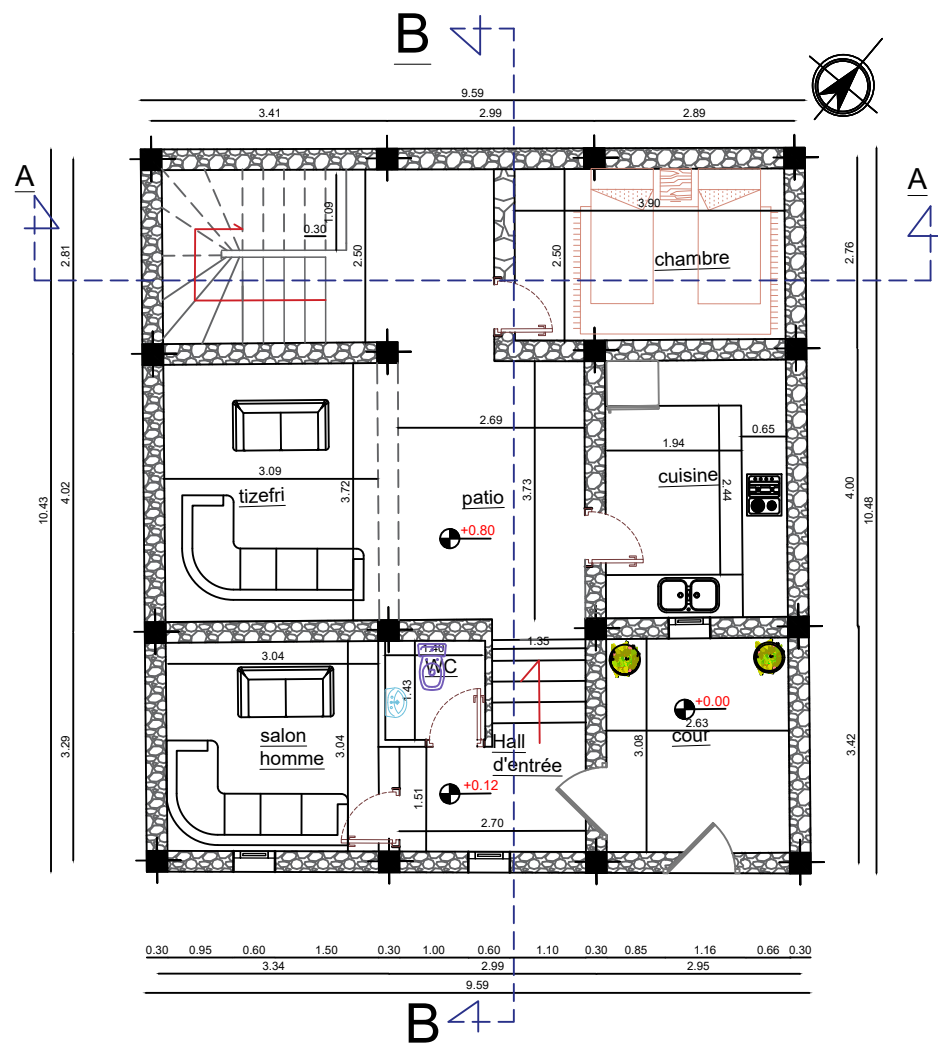 B
9.59
3.41 2.99 2.89
A
A
1.09
0.30
3.90
2.81
2.50
2.50
chambre
2.76
2.69
0.65
3.09
1.94
tizefri
3.72
patio
3.73
cuisine
2.44
10.43
4.02
4.00
10.48
+0.80
1.35
3.04
WC
1.43
+0.00
2.63
cour
salon
homme
3.04
Hall
d'entrée
3.29
3.08
3.42
+0.12
1.51
2.70
0.30 0.95 0.60 1.50 0.30 1.00 0.60 1.10 0.30 0.85 1.16 0.66 0.30
3.34 2.99 2.95
9.59
B